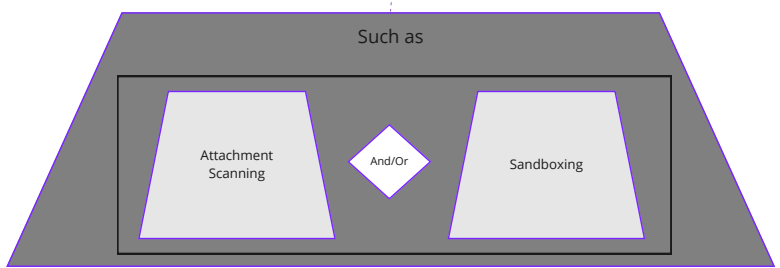 Such as
Attachment
Scanning
And/Or
Sandboxing